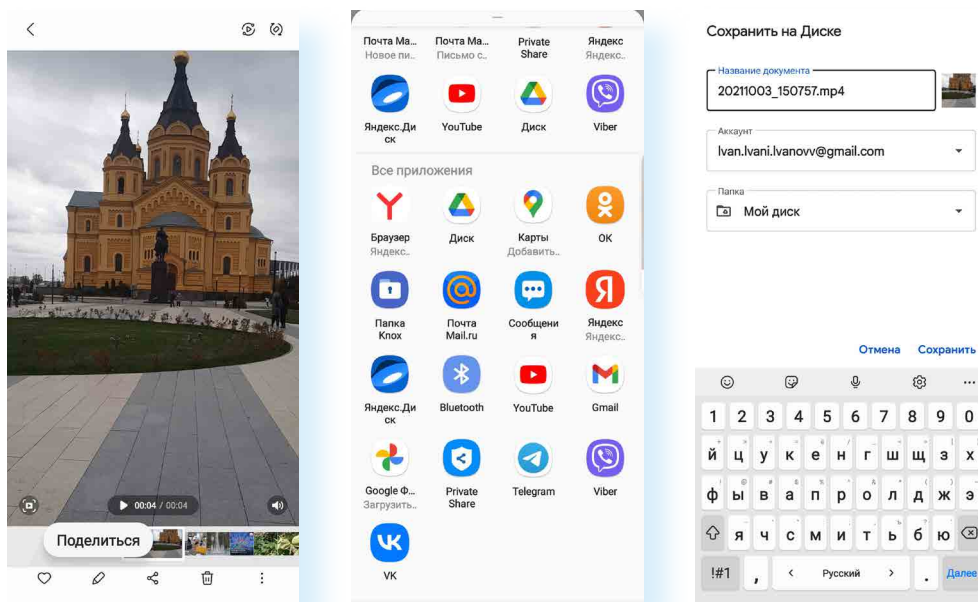 00:04 / 00:04
Поделиться
Почта Ma...
Новое пи..
Почта Ma...
Письмо с..
Private
Share
Яндекс
Яндекс..
Яндекс.Ди
ск
YouTube
Диск
Viber
Все приложения
Браузер
Яндекс..
Диск
Карты
Добавить..
ОК
Папка
Knox
Почта
Mail.ru
Сообщени
я
Яндекс
Яндекс..
Яндекс.Ди
ск
Bluetooth
YouTube
Gmail
Google Ф...
Загрузить..
Private
Share
Telegram
Viber
VK
Сохранить на Диске
Название документа
20211003_150757.mp4
Аккаунт
Ivan.Ivani.Ivanovv@gmail.com
Папка
Мой диск
Отмена Сохранить
1 2 3 4 5 6 7 8 9 0
й ц у к е н г ш щ з х
ф ы в а п р о л д ж э
я ч с м и т ь б ю
!#1 , < Русский > . Далее